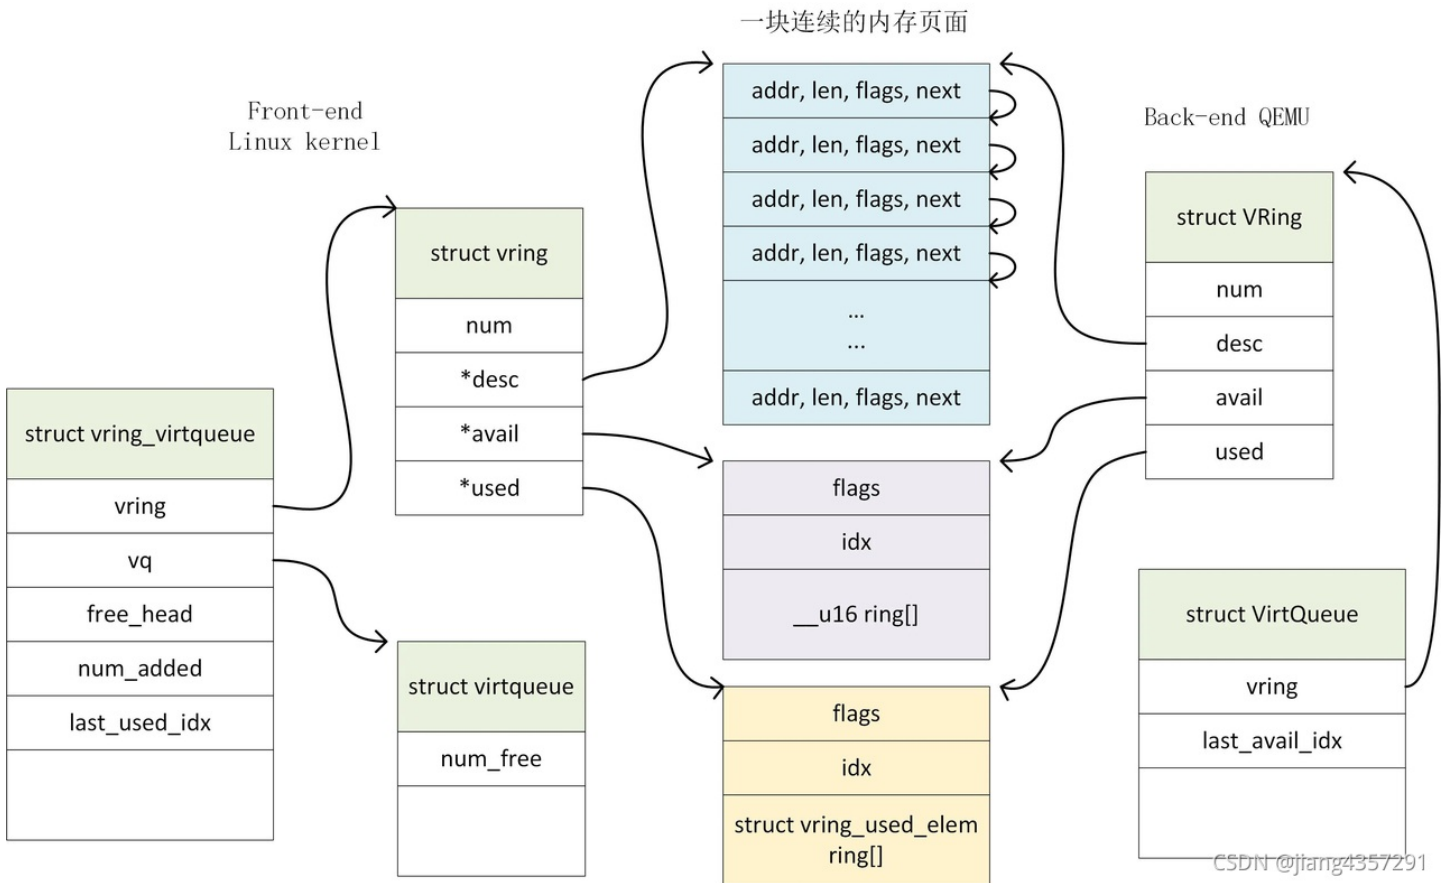 一块连续的内存页面
Front-end
Linux kernel
Back-end QEMU
struct vring_virtqueue
vring
vq
free_head
num_added
last_used_idx
struct vring
num
*desc
*avail
*used
struct virtqueue
num_free
addr, len, flags, next
addr, len, flags, next
addr, len, flags, next
addr, len, flags, next
...
...
addr, len, flags, next
flags
idx
__u16 ring[]
flags
idx
struct vring_used_elem
ring[]
struct VRing
num
desc
avail
used
struct VirtQueue
vring
last_avail_idx
CSDN @jiang4357291